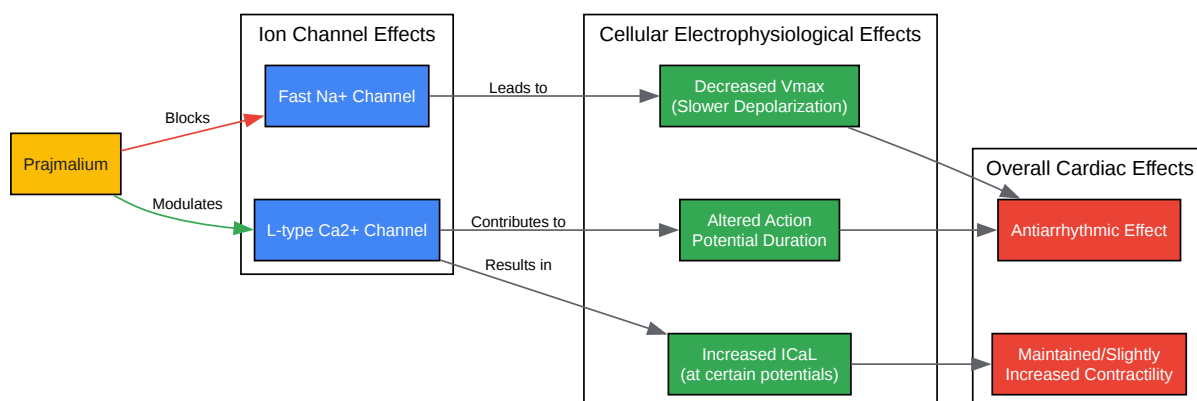 Ion Channel Effects
Cellular Electrophysiological Effects
Fast Na+ Channel
Leads to
Decreased Vmax
(Slower Depolarization)
Blocks
Prajmalium
Overall Cardiac Effects
Modulates
L-type Ca2+ Channel
Contributes to
Altered Action
Potential Duration
Antiarrhythmic Effect
Results in
Increased ICaL
(at certain potentials)
Maintained/Slightly
Increased Contractility